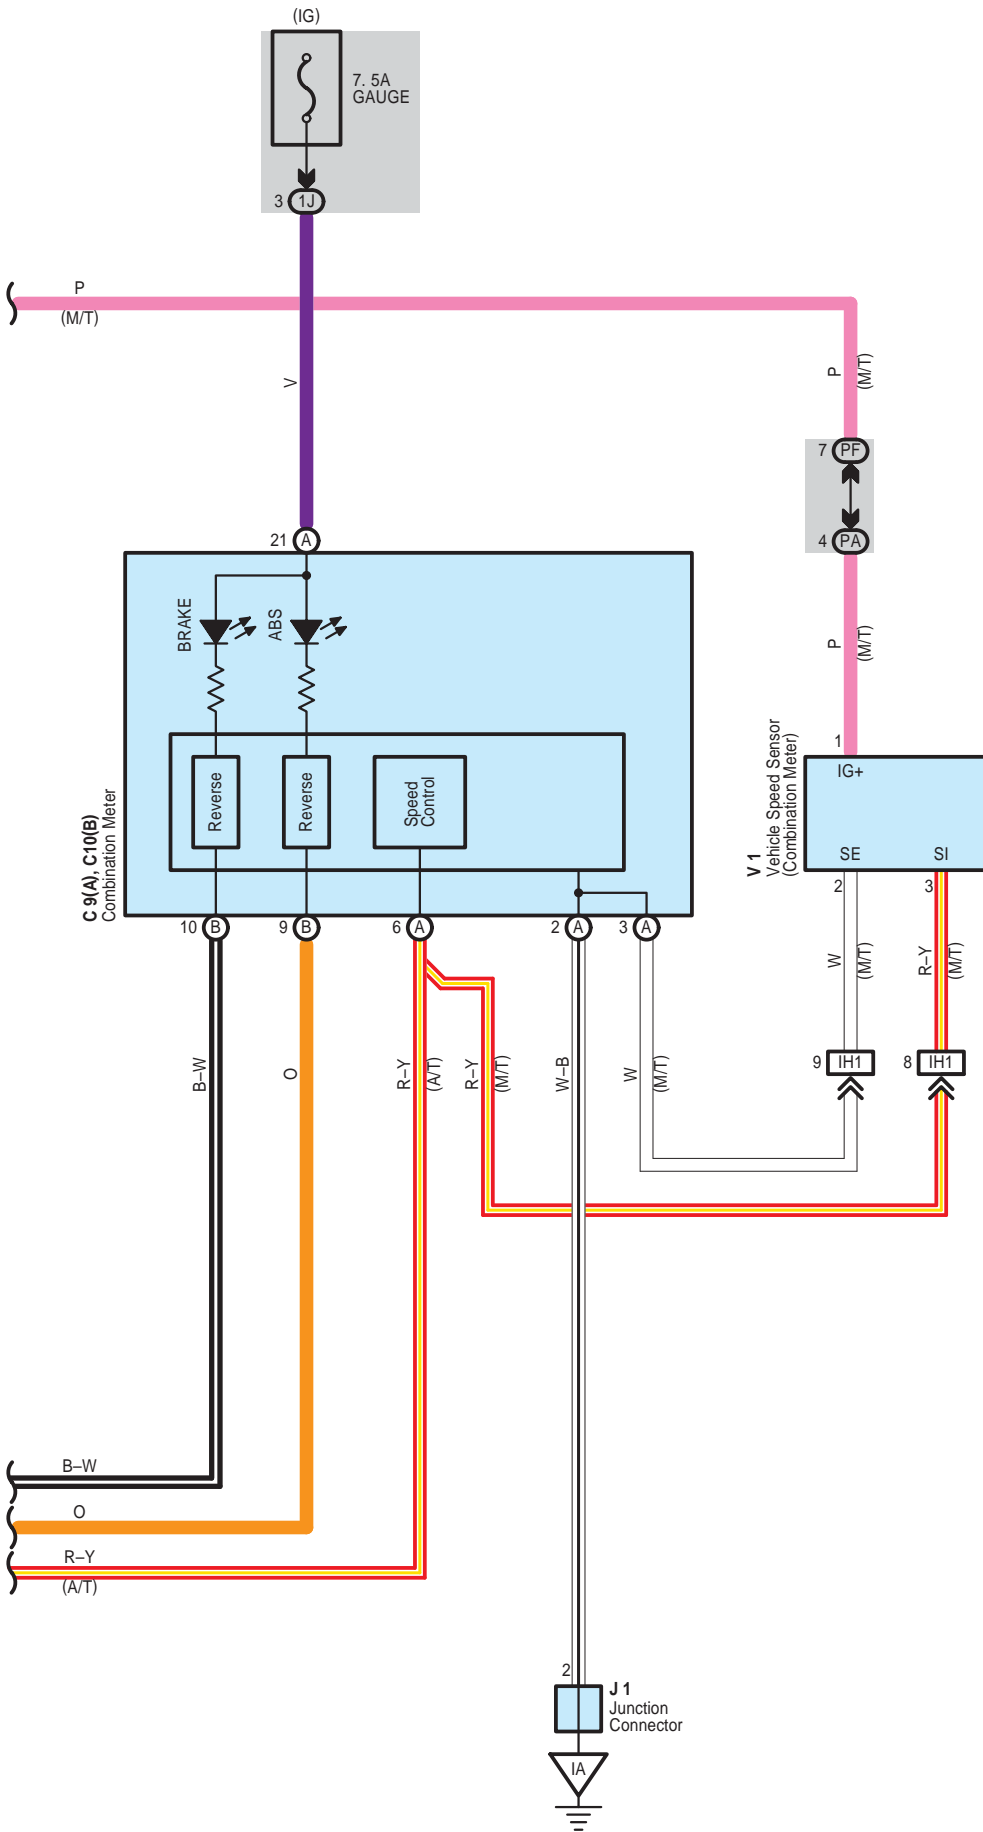 (IG)
7. 5A
GAUGE
3 1J
P
(M/T)
V
P
(M/T)
7 PF
4 PA
P
(M/T)
21 A
BRAKE
ABS
Reverse
Reverse
Speed
Control
C 9(A), C10(B)
Combination Meter
1
IG+
V 1
Vehicle Speed Sensor
(Combination Meter)
SE
SI
2
3
10 B
9 B
6 A
2 A
3 A
W
(M/T)
R–Y
(M/T)
B–W
O
R–Y
(A/T)
R–Y
(M/T)
W–B
W
(M/T)
9 IH1
8 IH1
B–W
O
R–Y
(A/T)
2
J 1
Junction
Connector
IA